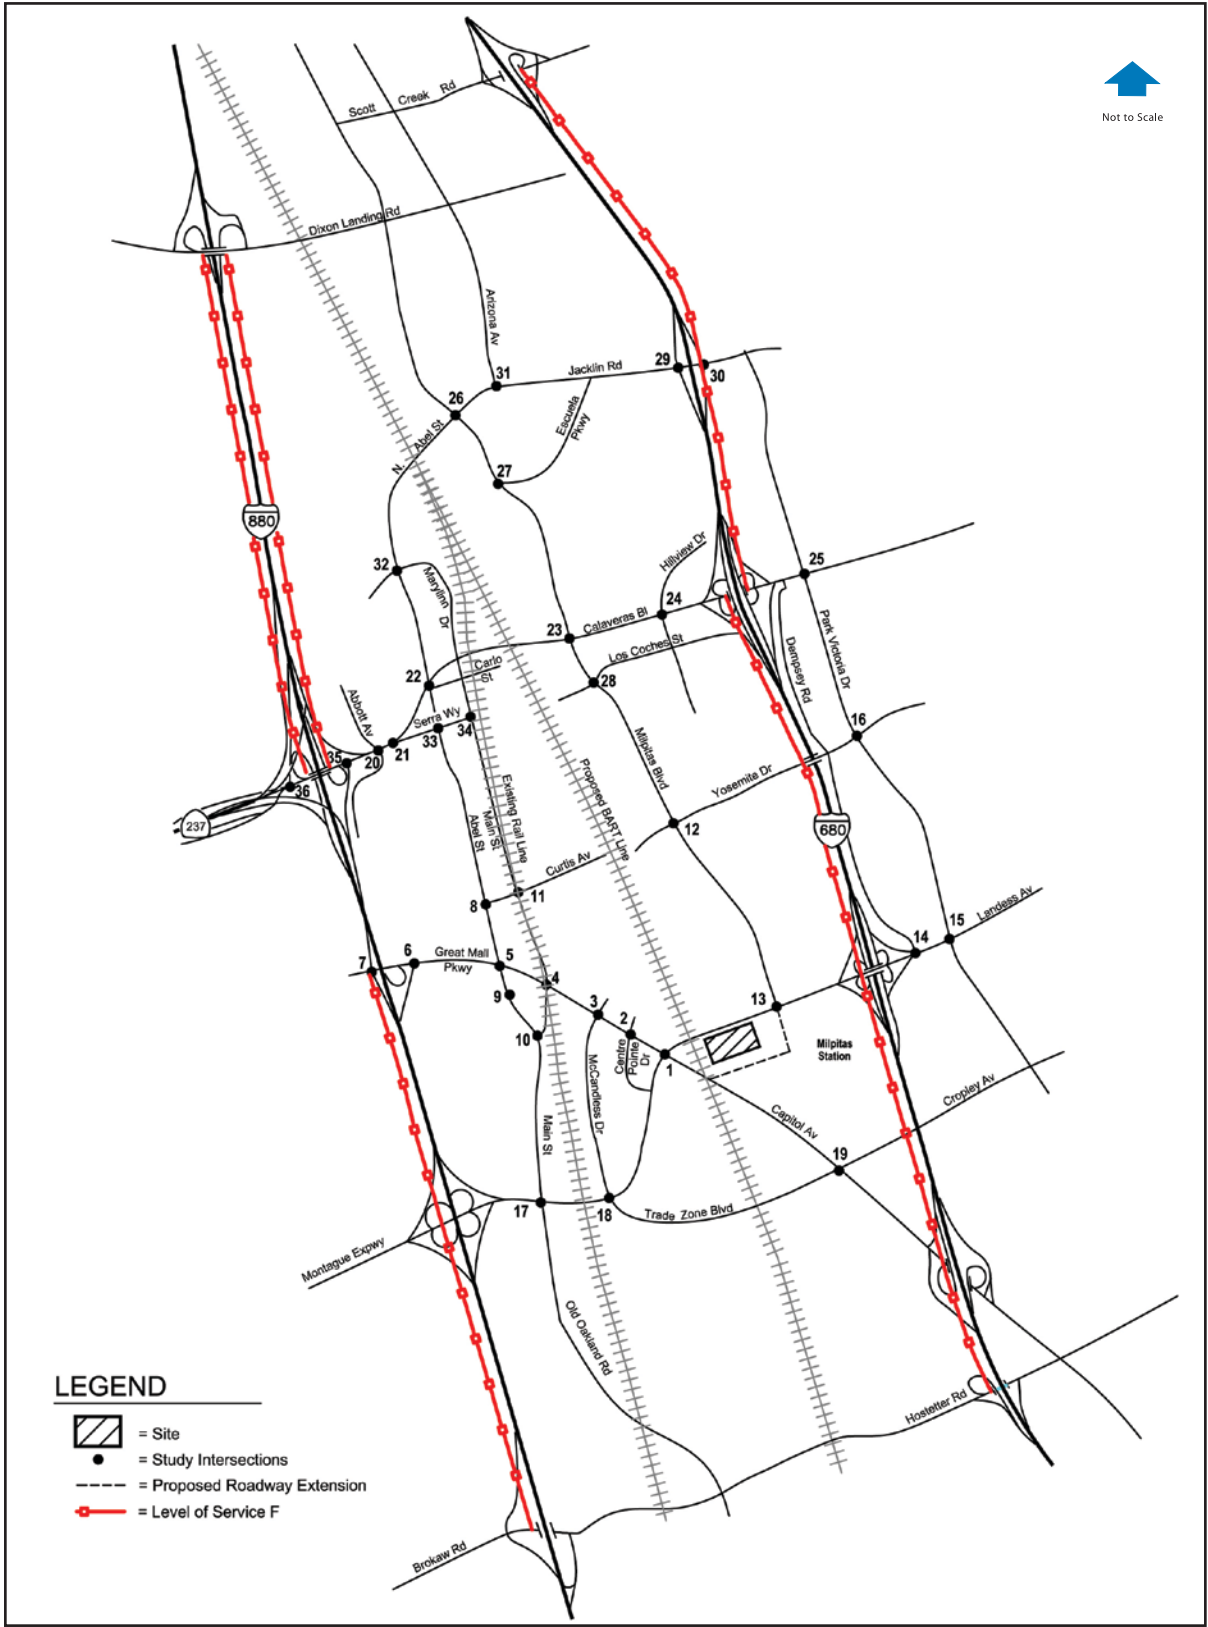 Not to Scale
Scott Creek Rd
Dixon Landing Rd
Arizona Av
31
Jacklin Rd
29
30
26
N. Abel St
Escuela
Pkwy
27
880
Hillview Dr
25
32
Marylinn Dr
24
23
Calaveras Bl
Los Coches St
Park Victoria Dr
Dempsey Rd
Carlo
St
22
28
Abbott Av
Serra Wy
34
33
21
20
35
36
16
Milpitas Blvd
Yosemite Dr
Proposed BART Line
Existing Rail Line
Main St
Abel St
237
12
680
Curtis Av
11
8
Landess Av
15
14
Great Mall
Pkwy
5
6
7
4
9
3
13
2
10
1
Centre
Pointe
Dr
McCandless Dr
Milpitas
Station
Capitol Av
Cropley Av
Main St
19
17
18
Trade Zone Blvd
Montague Expwy
Old Oakland Rd
Hostetter Rd
Brokaw Rd
LEGEND
= Site
= Study Intersections
= Proposed Roadway Extension
= Level of Service F